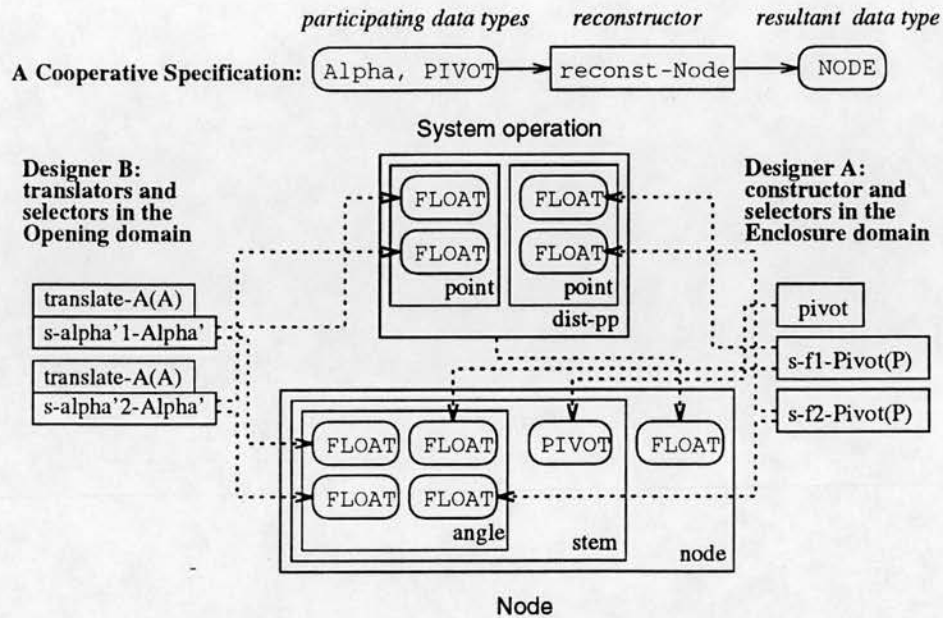 participating data types reconstructor resultant data type
A Cooperative Specification: Alpha, PIVOT reconst-Node NODE
System operation
Designer B:
translators and
selectors in the
Opening domain
Designer A:
constructor and
selectors in the
Enclosure domain
FLOAT FLOAT
FLOAT FLOAT
point point
dist-pp
translate-A(A)
s-alpha'1-Alpha'
translate-A(A)
s-alpha'2-Alpha'
pivot
s-f1-Pivot(P)
s-f2-Pivot(P)
FLOAT FLOAT PIVOT FLOAT
FLOAT FLOAT
angle
stem
node
Node